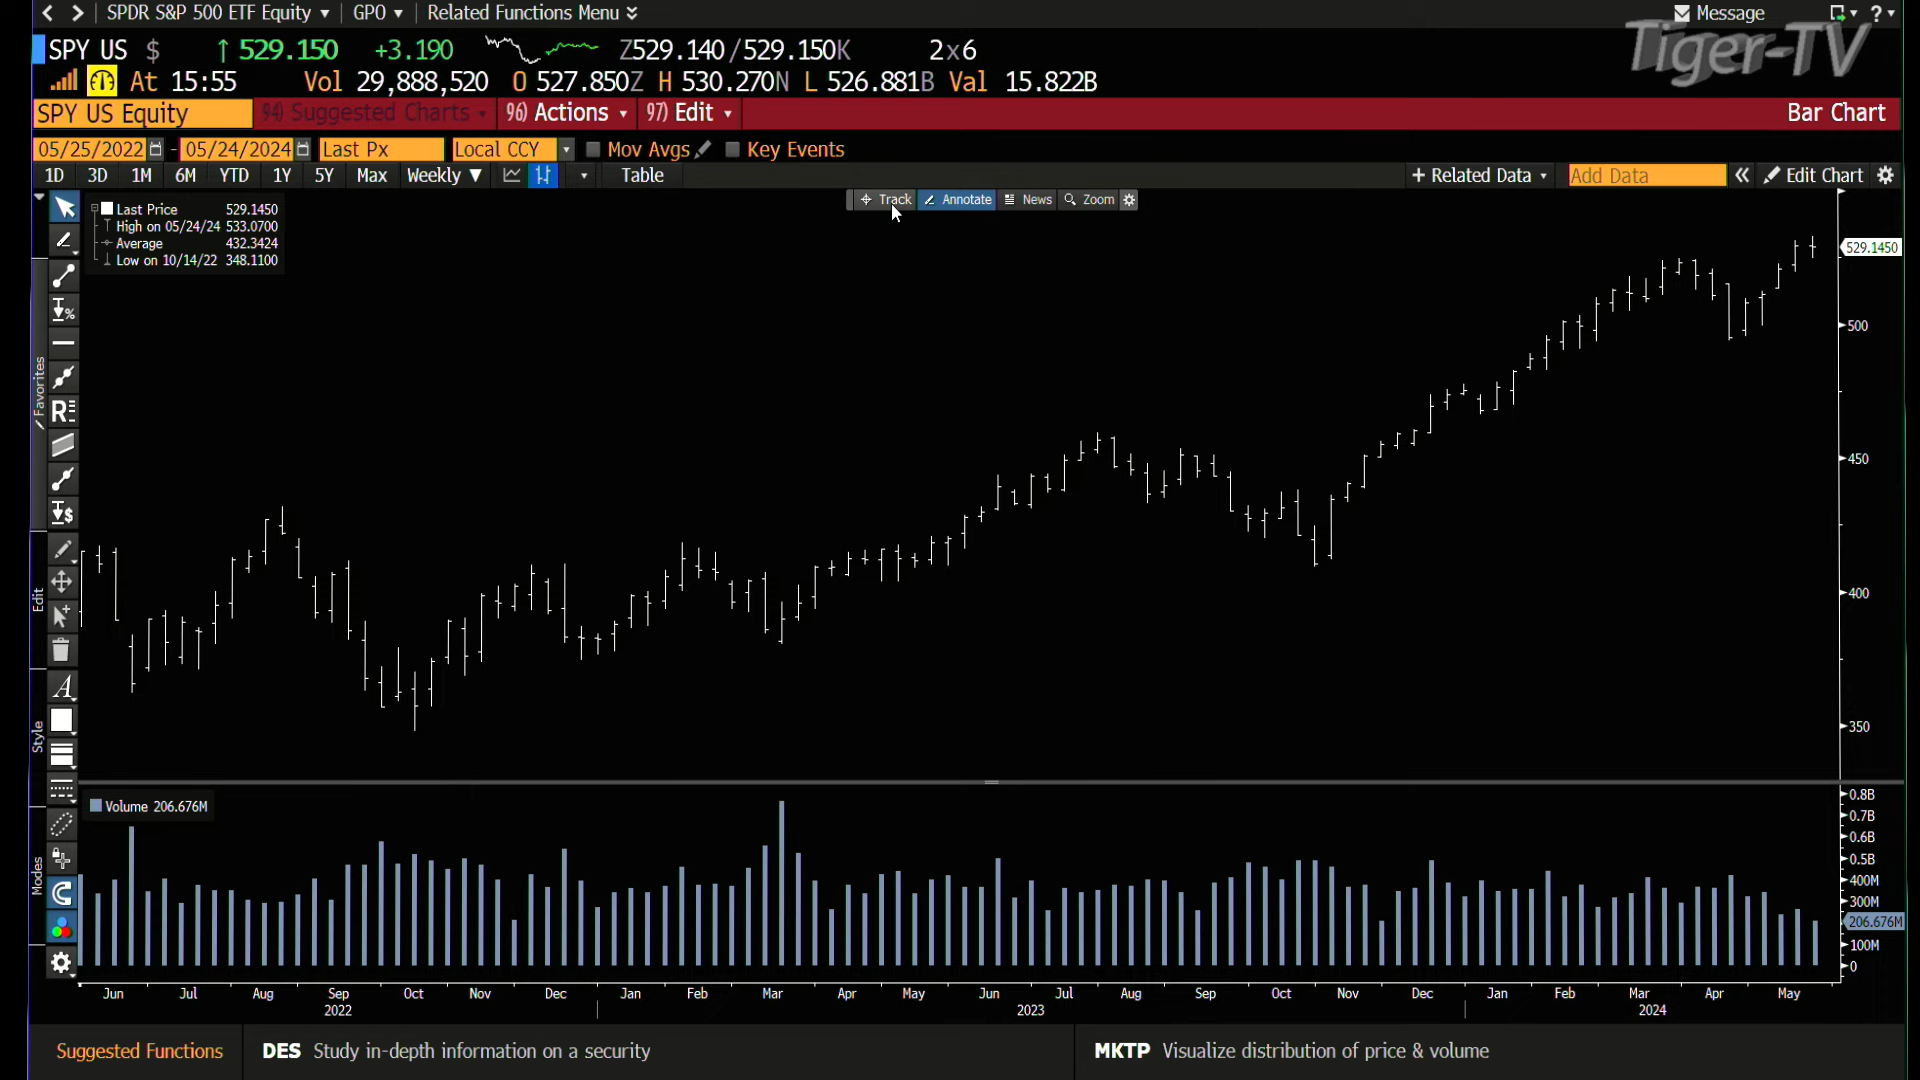 SPDR S&P 500 ETF Equity GPO Related Functions Menu Message ?
SPY US $ ↑ 529.150 +3.190 Z529.140/529.150K 2x6
At 15:55 Vol 29,888,520 O 527.850Z H 530.270N L 526.881B Val 15.822B
Tiger-TV
SPY US Equity 94) Suggested Charts 96) Actions 97) Edit Bar Chart
05/25/2022 - 05/24/2024 Last Px Local CCY Mov Avgs Key Events
1D 3D 1M 6M YTD 1Y 5Y Max Weekly ▼ Table + Related Data Add Data « Edit Chart
Track Annotate News Zoom
Last Price 529.1450
High on 05/24/24 533.0700
Average 432.3424
Low on 10/14/22 348.1100
529.1450
500
450
400
350
Favorites
Edit
Style
Modes
%
R
$
A
Volume 206.676M
0.8B
0.7B
0.6B
0.5B
400M
300M
206.676M
100M
0
Jun Jul Aug Sep Oct Nov Dec Jan Feb Mar Apr May Jun Jul Aug Sep Oct Nov Dec Jan Feb Mar Apr May
2022 2023 2024
Suggested Functions DES Study in-depth information on a security MKTP Visualize distribution of price & volume